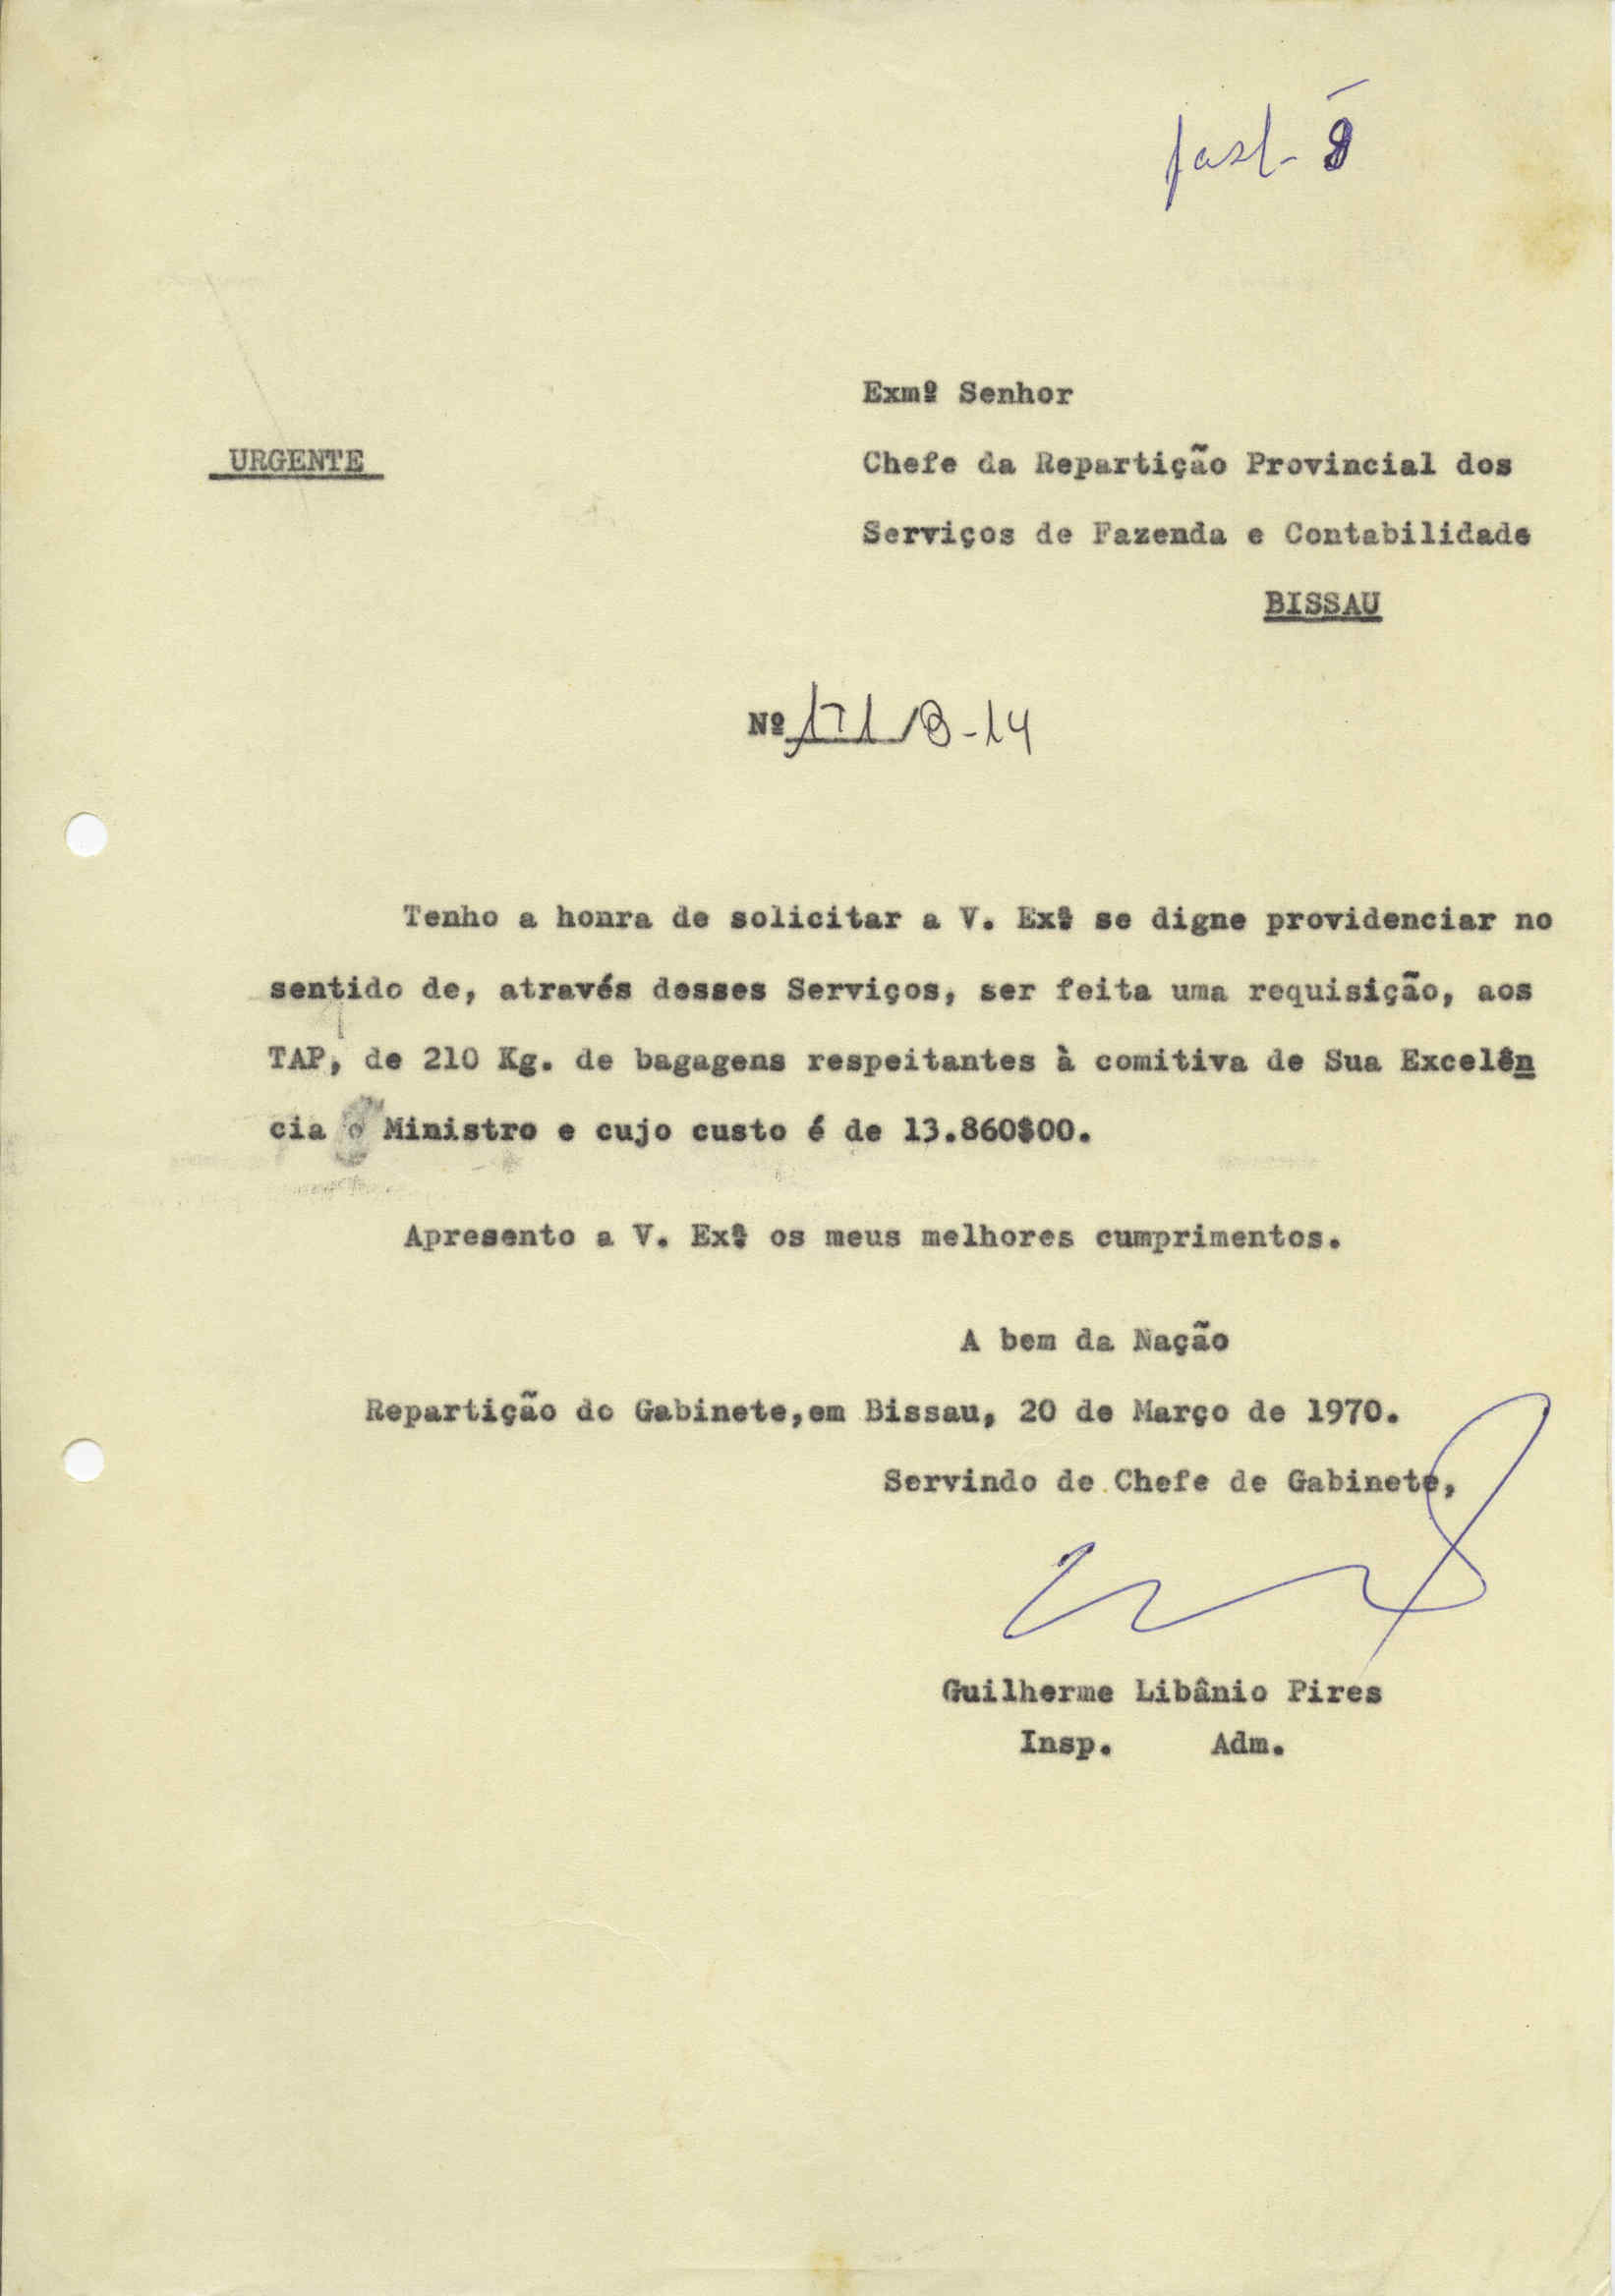 past- 8
Exmº Senhor
URGENTE
Chefe da Repartição Provincial dos
Serviços de Fazenda e Contabilidade
BISSAU
Nº 171/B-14
Tenho a honra de solicitar a V. Exª se digne providenciar no
sentido de, através desses Serviços, ser feita uma requisição, aos
TAP, de 210 Kg. de bagagens respeitantes à comitiva de Sua Excelên
cia o Ministro e cujo custo é de 13.860$00.
Apresento a V. Exª os meus melhores cumprimentos.
A bem da Nação
Repartição do Gabinete,em Bissau, 20 de Março de 1970.
Servindo de Chefe de Gabinete,
Guilherme Libânio Pires
Insp. Adm.